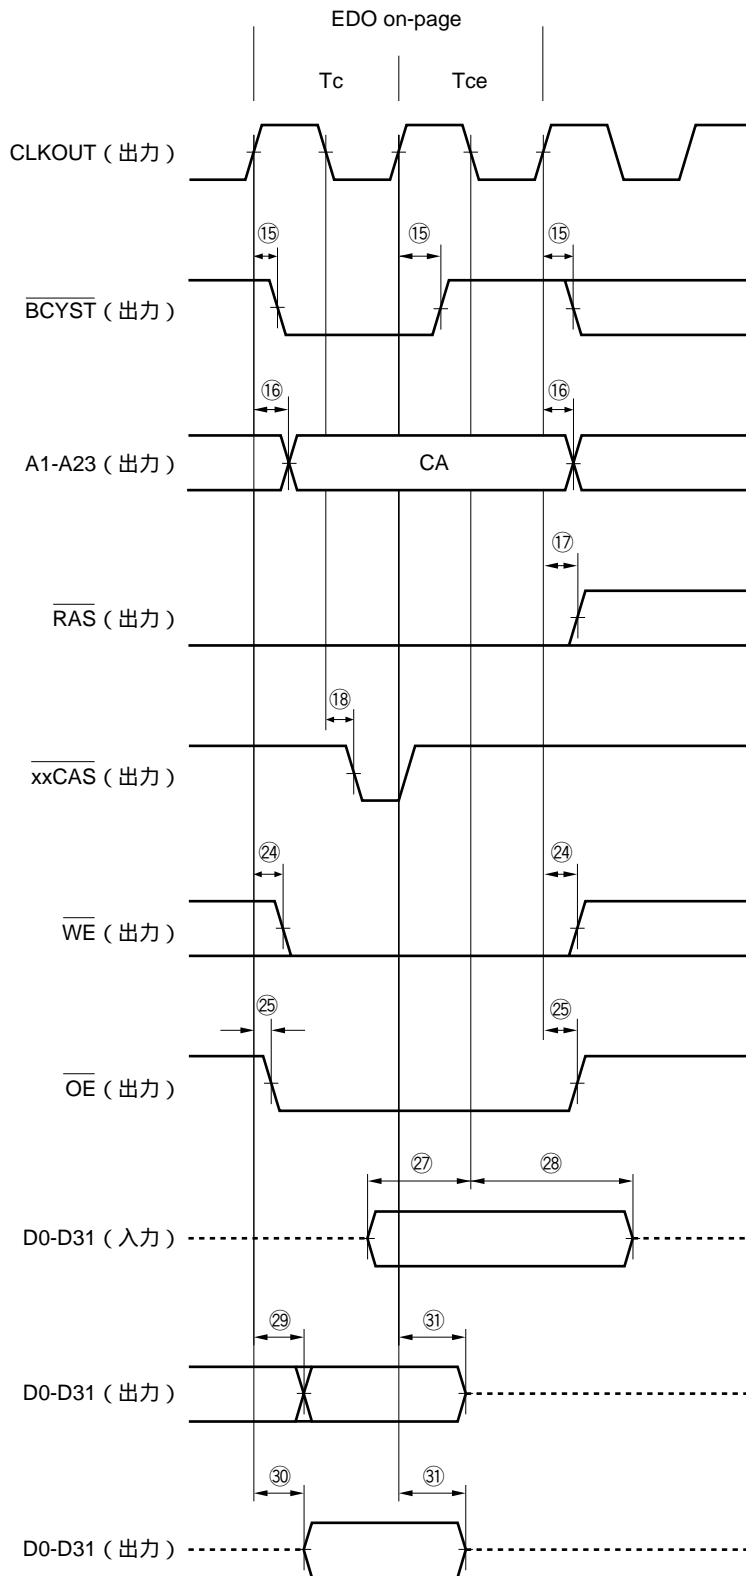 EDO on-page
Tc Tce
CLKOUT（出力）
⑮ ⑮ ⑮
BCYST（出力）
⑯ ⑯
A1-A23（出力） CA
⑰
RAS（出力）
⑱
xxCAS（出力）
㉔ ㉔
WE（出力）
㉕ ㉕
OE（出力）
㉗ ㉘
D0-D31（入力）
㉙ ㉛
D0-D31（出力）
㉚ ㉛
D0-D31（出力）